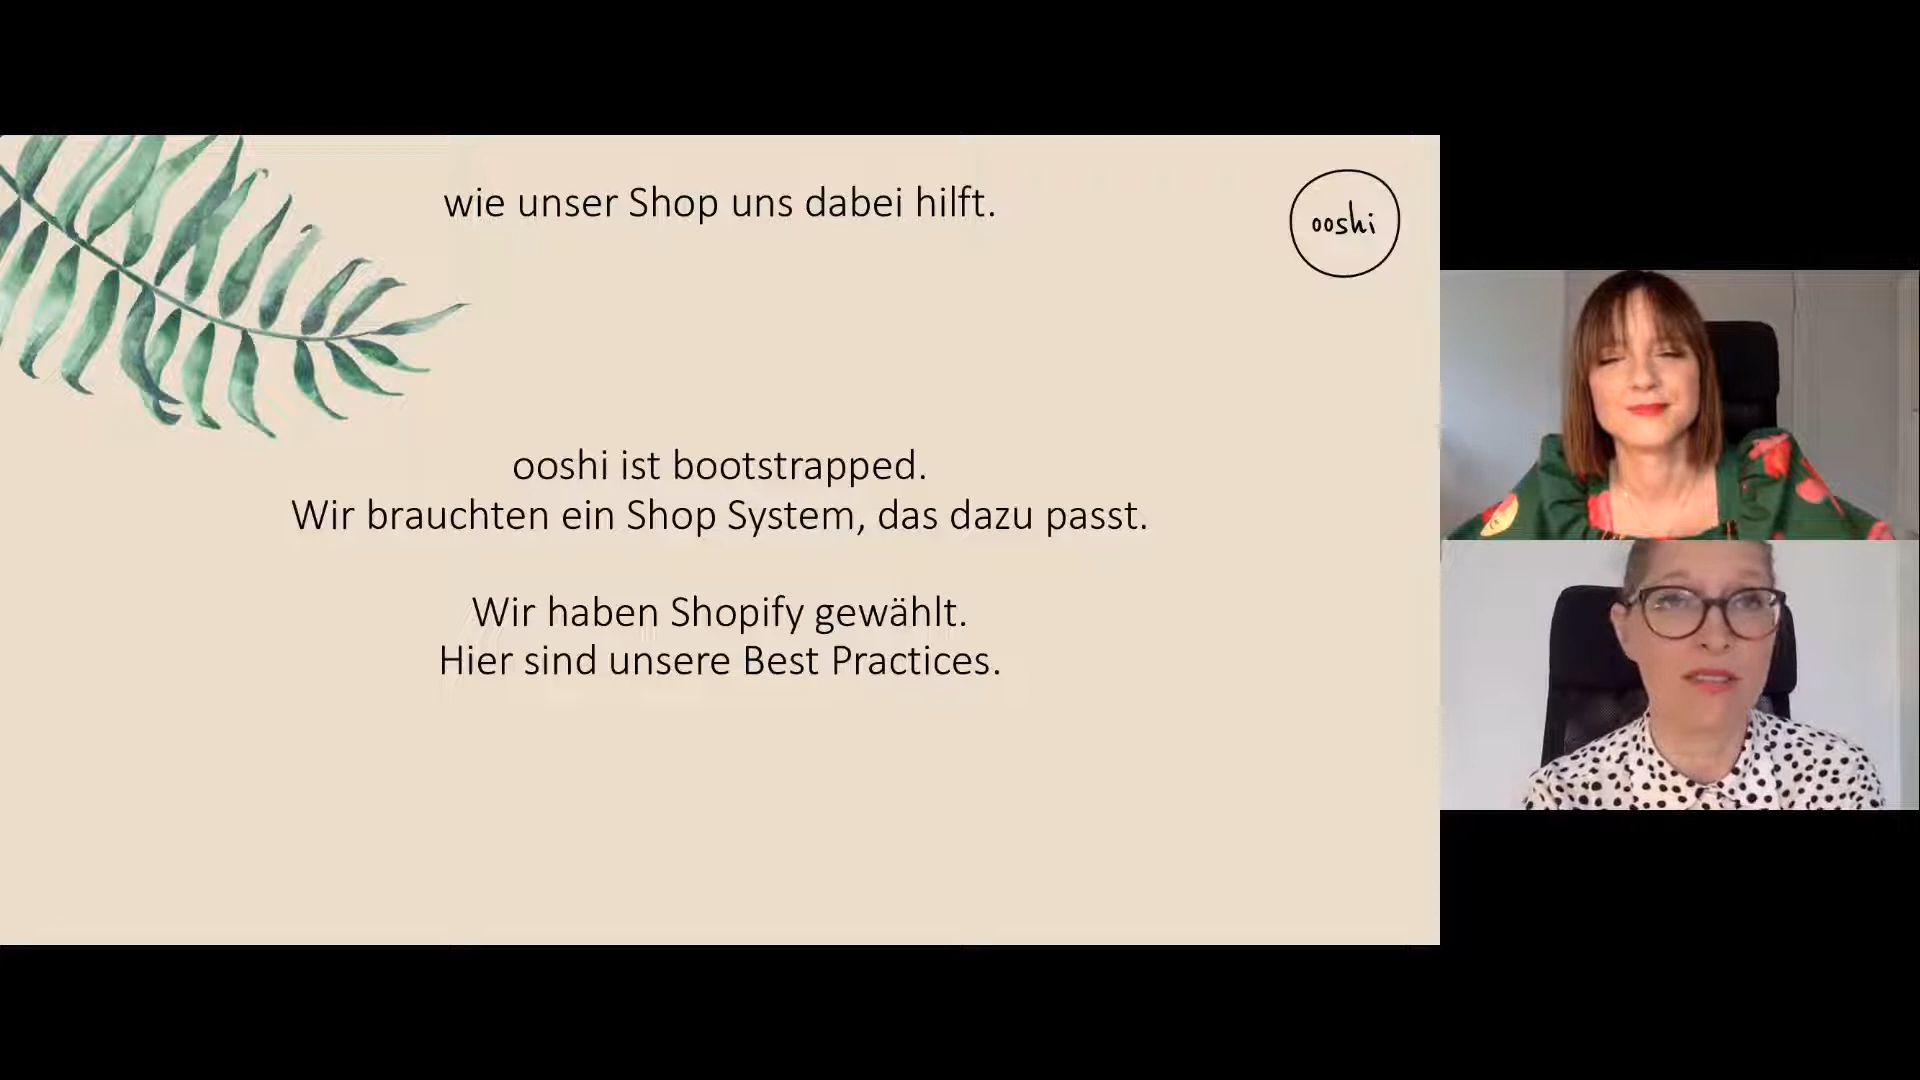 wie unser Shop uns dabei hilft.
ooshi
ooshi ist bootstrapped.
Wir brauchten ein Shop System, das dazu passt.
Wir haben Shopify gewählt.
Hier sind unsere Best Practices.